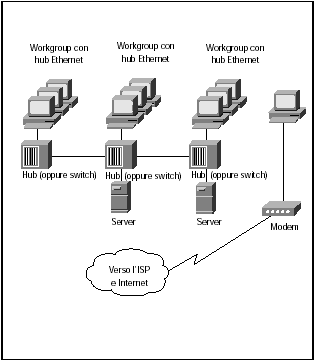 Workgroup con
hub Ethernet
Workgroup con
hub Ethernet
Workgroup con
hub Ethernet
Hub (oppure switch)
Hub (oppure switch)
Hub (oppure switch)
Server
Server
Modem
Verso l'ISP
e Internet